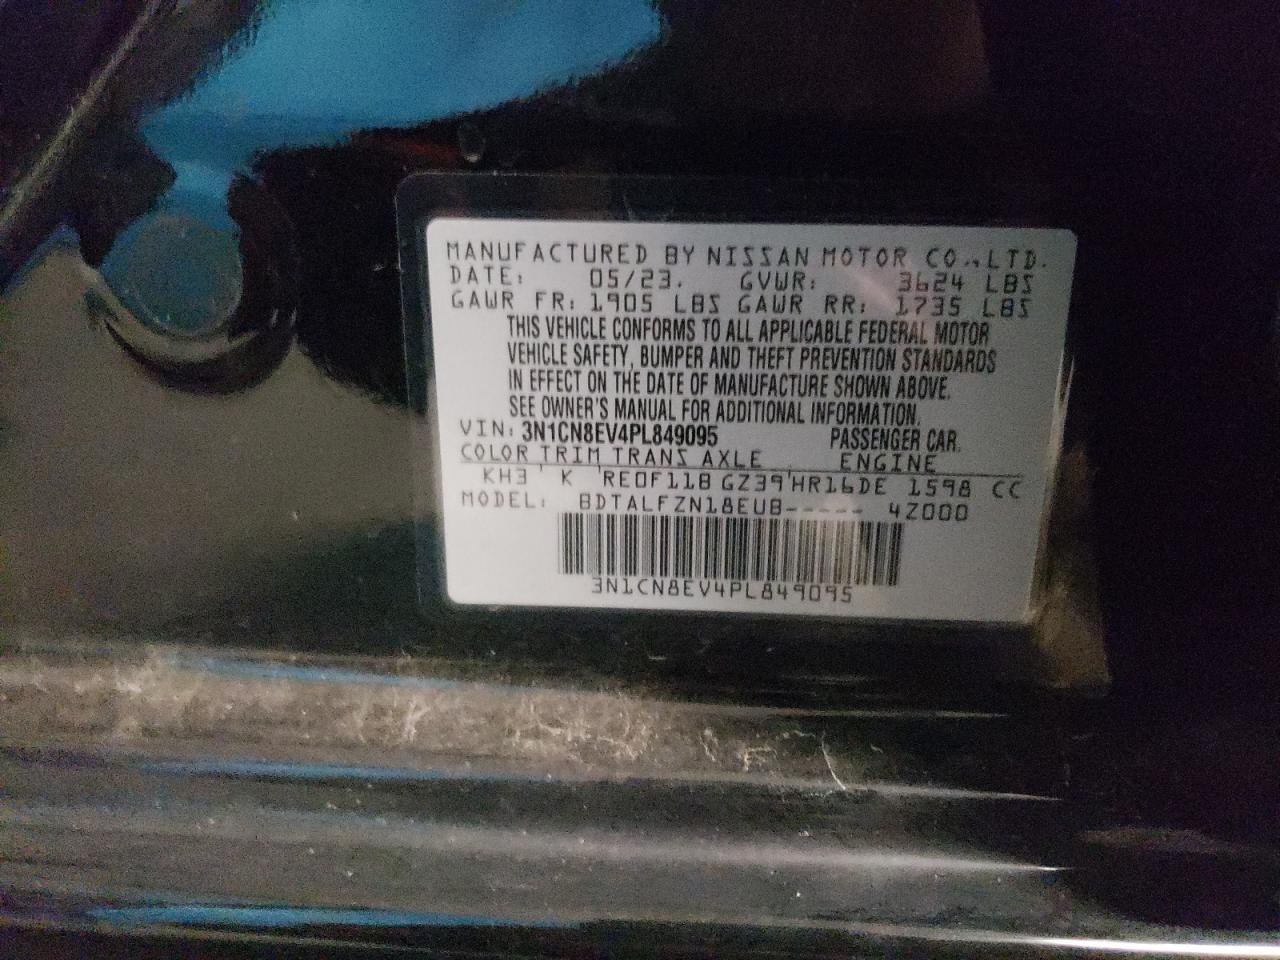 MANUFACTURED BY NISSAN MOTOR CO.,LTD.
DATE: 05/23. GVWR: 3624 LBS
GAWR FR: 1905 LBS GAWR RR: 1735 LBS
THIS VEHICLE CONFORMS TO ALL APPLICABLE FEDERAL MOTOR
VEHICLE SAFETY, BUMPER AND THEFT PREVENTION STANDARDS
IN EFFECT ON THE DATE OF MANUFACTURE SHOWN ABOVE.
SEE OWNER'S MANUAL FOR ADDITIONAL INFORMATION.
VIN: 3N1CN8EV4PL849095 PASSENGER CAR.
COLOR TRIM TRANS AXLE ENGINE
KH3 K RE0F11B GZ39 HR16DE 1598 CC
MODEL: BDTALFZN18EUB----- 4Z000
3N1CN8EV4PL849095